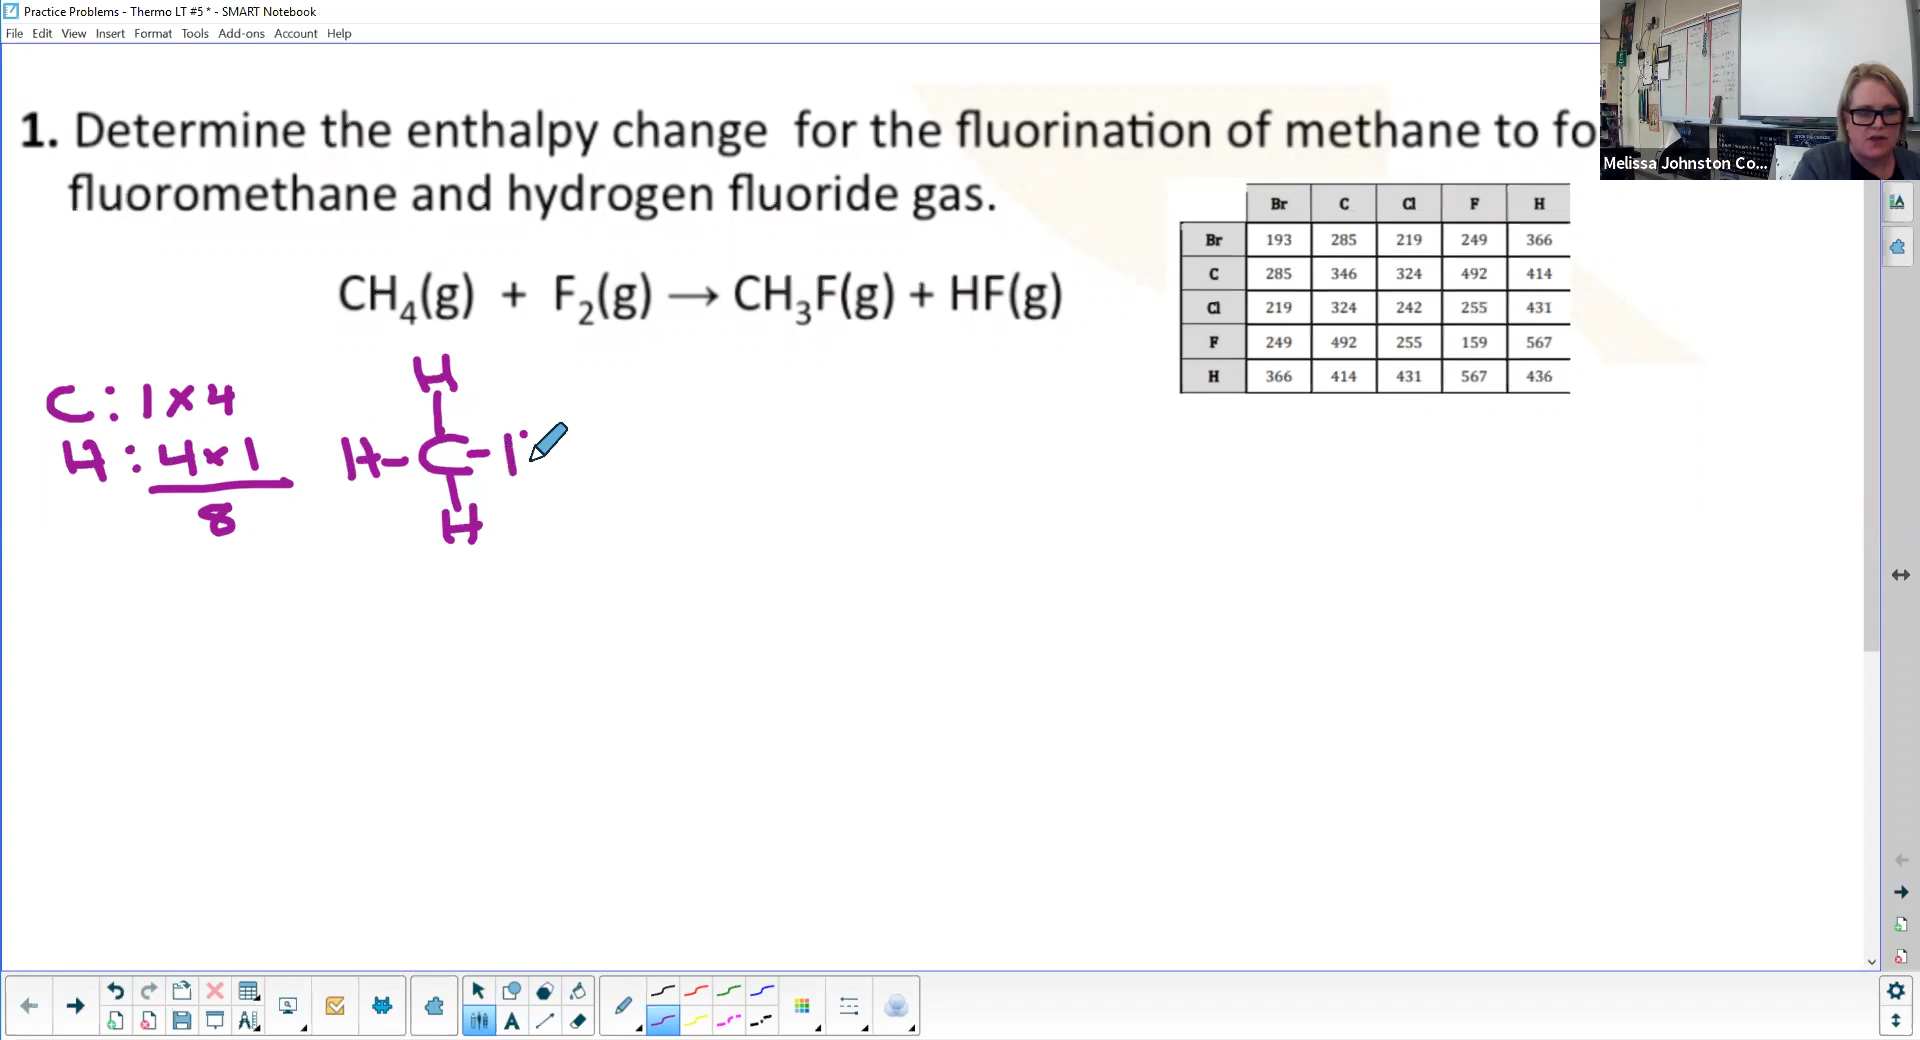 Practice Problems - Thermo LT #5 * - SMART Notebook
File Edit View Insert Format Tools Add-ons Account Help
1. Determine the enthalpy change for the fluorination of methane to fo
fluoromethane and hydrogen fluoride gas.
CH₄(g) + F₂(g) → CH₃F(g) + HF(g)
Melissa Johnston Co...
Br C Cl F H
Br 193 285 219 249 366
C 285 346 324 492 414
Cl 219 324 242 255 431
F 249 492 255 159 567
H 366 414 431 567 436
C : 1 x 4
H : 4 x 1
8
H
H - C -
H